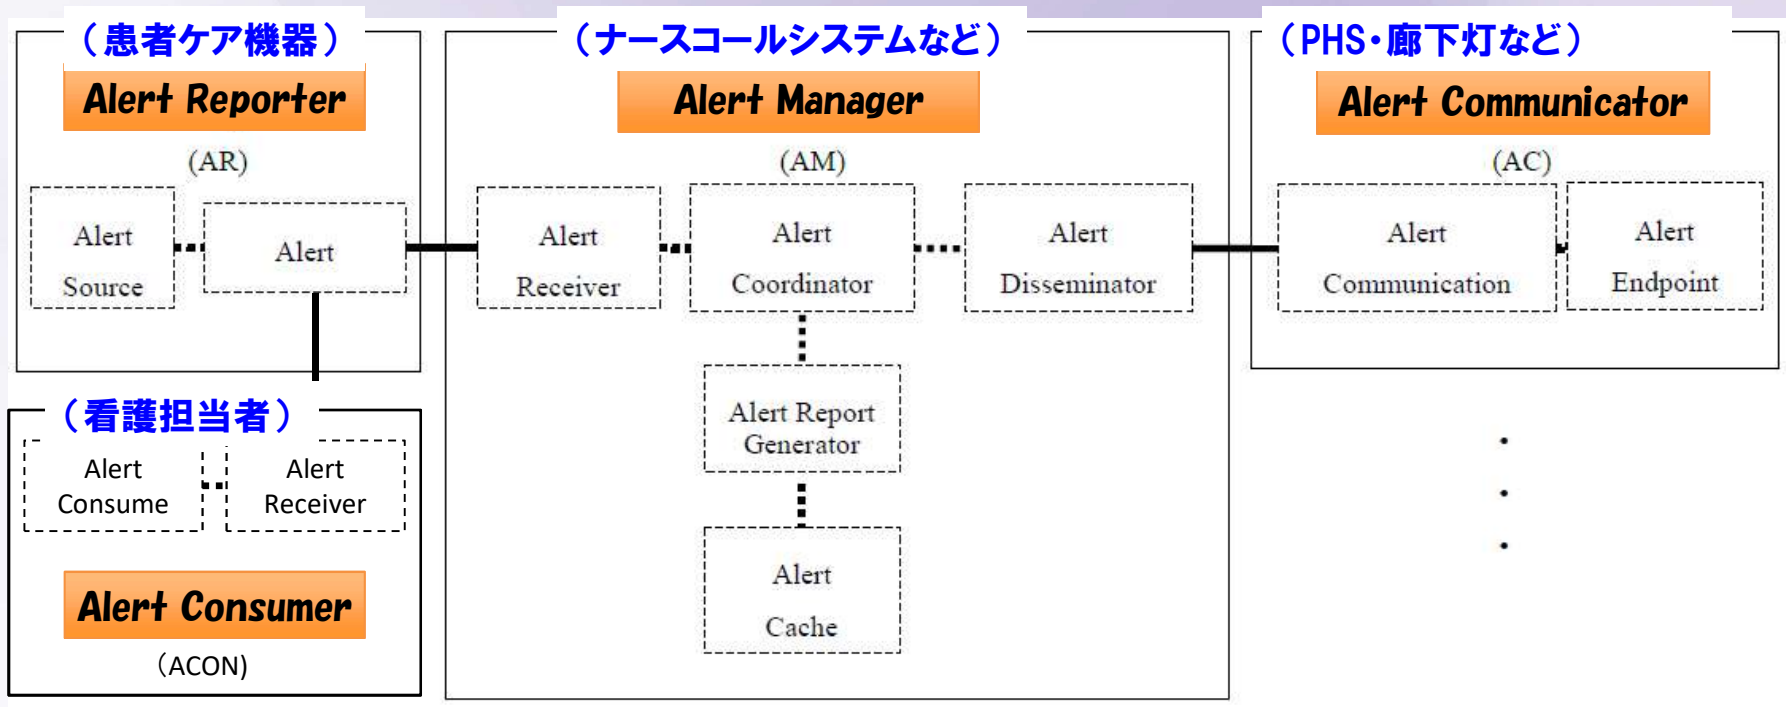 （患者ケア機器）
Alert Reporter
(AR)
Alert
Source
Alert
（ナースコールシステムなど）
Alert Manager
(AM)
Alert
Receiver
Alert
Coordinator
Alert
Disseminator
Alert Report
Generator
Alert
Cache
（PHS・廊下灯など）
Alert Communicator
(AC)
Alert
Communication
Alert
Endpoint
（看護担当者）
Alert
Consume
Alert
Receiver
Alert Consumer
（ACON)